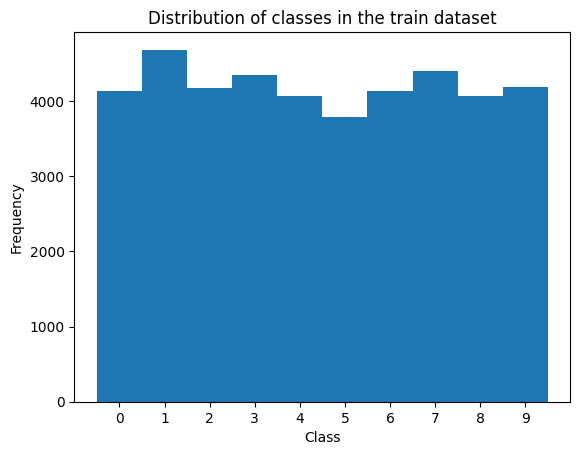 Distribution of classes in the train dataset
Frequency
4000
3000
2000
1000
0
0 1 2 3 4 5 6 7 8 9
Class